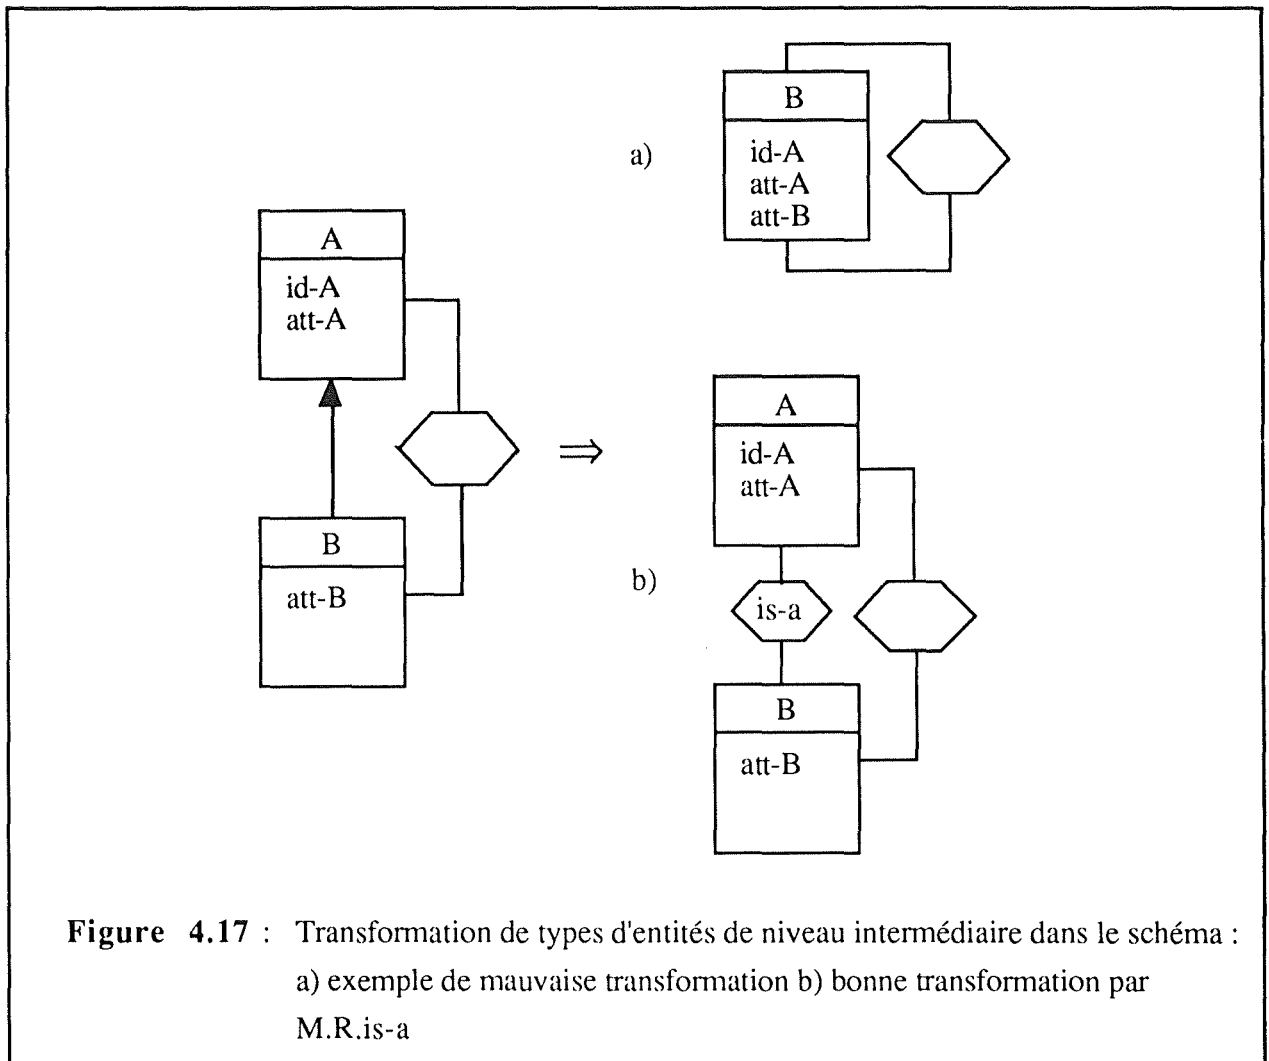 A
id-A
att-A
B
att-B
⇒
a)
B
id-A
att-A
att-B
b)
A
id-A
att-A
is-a
B
att-B
Figure 4.17 : Transformation de types d'entités de niveau intermédiaire dans le schéma :
a) exemple de mauvaise transformation b) bonne transformation par
M.R.is-a